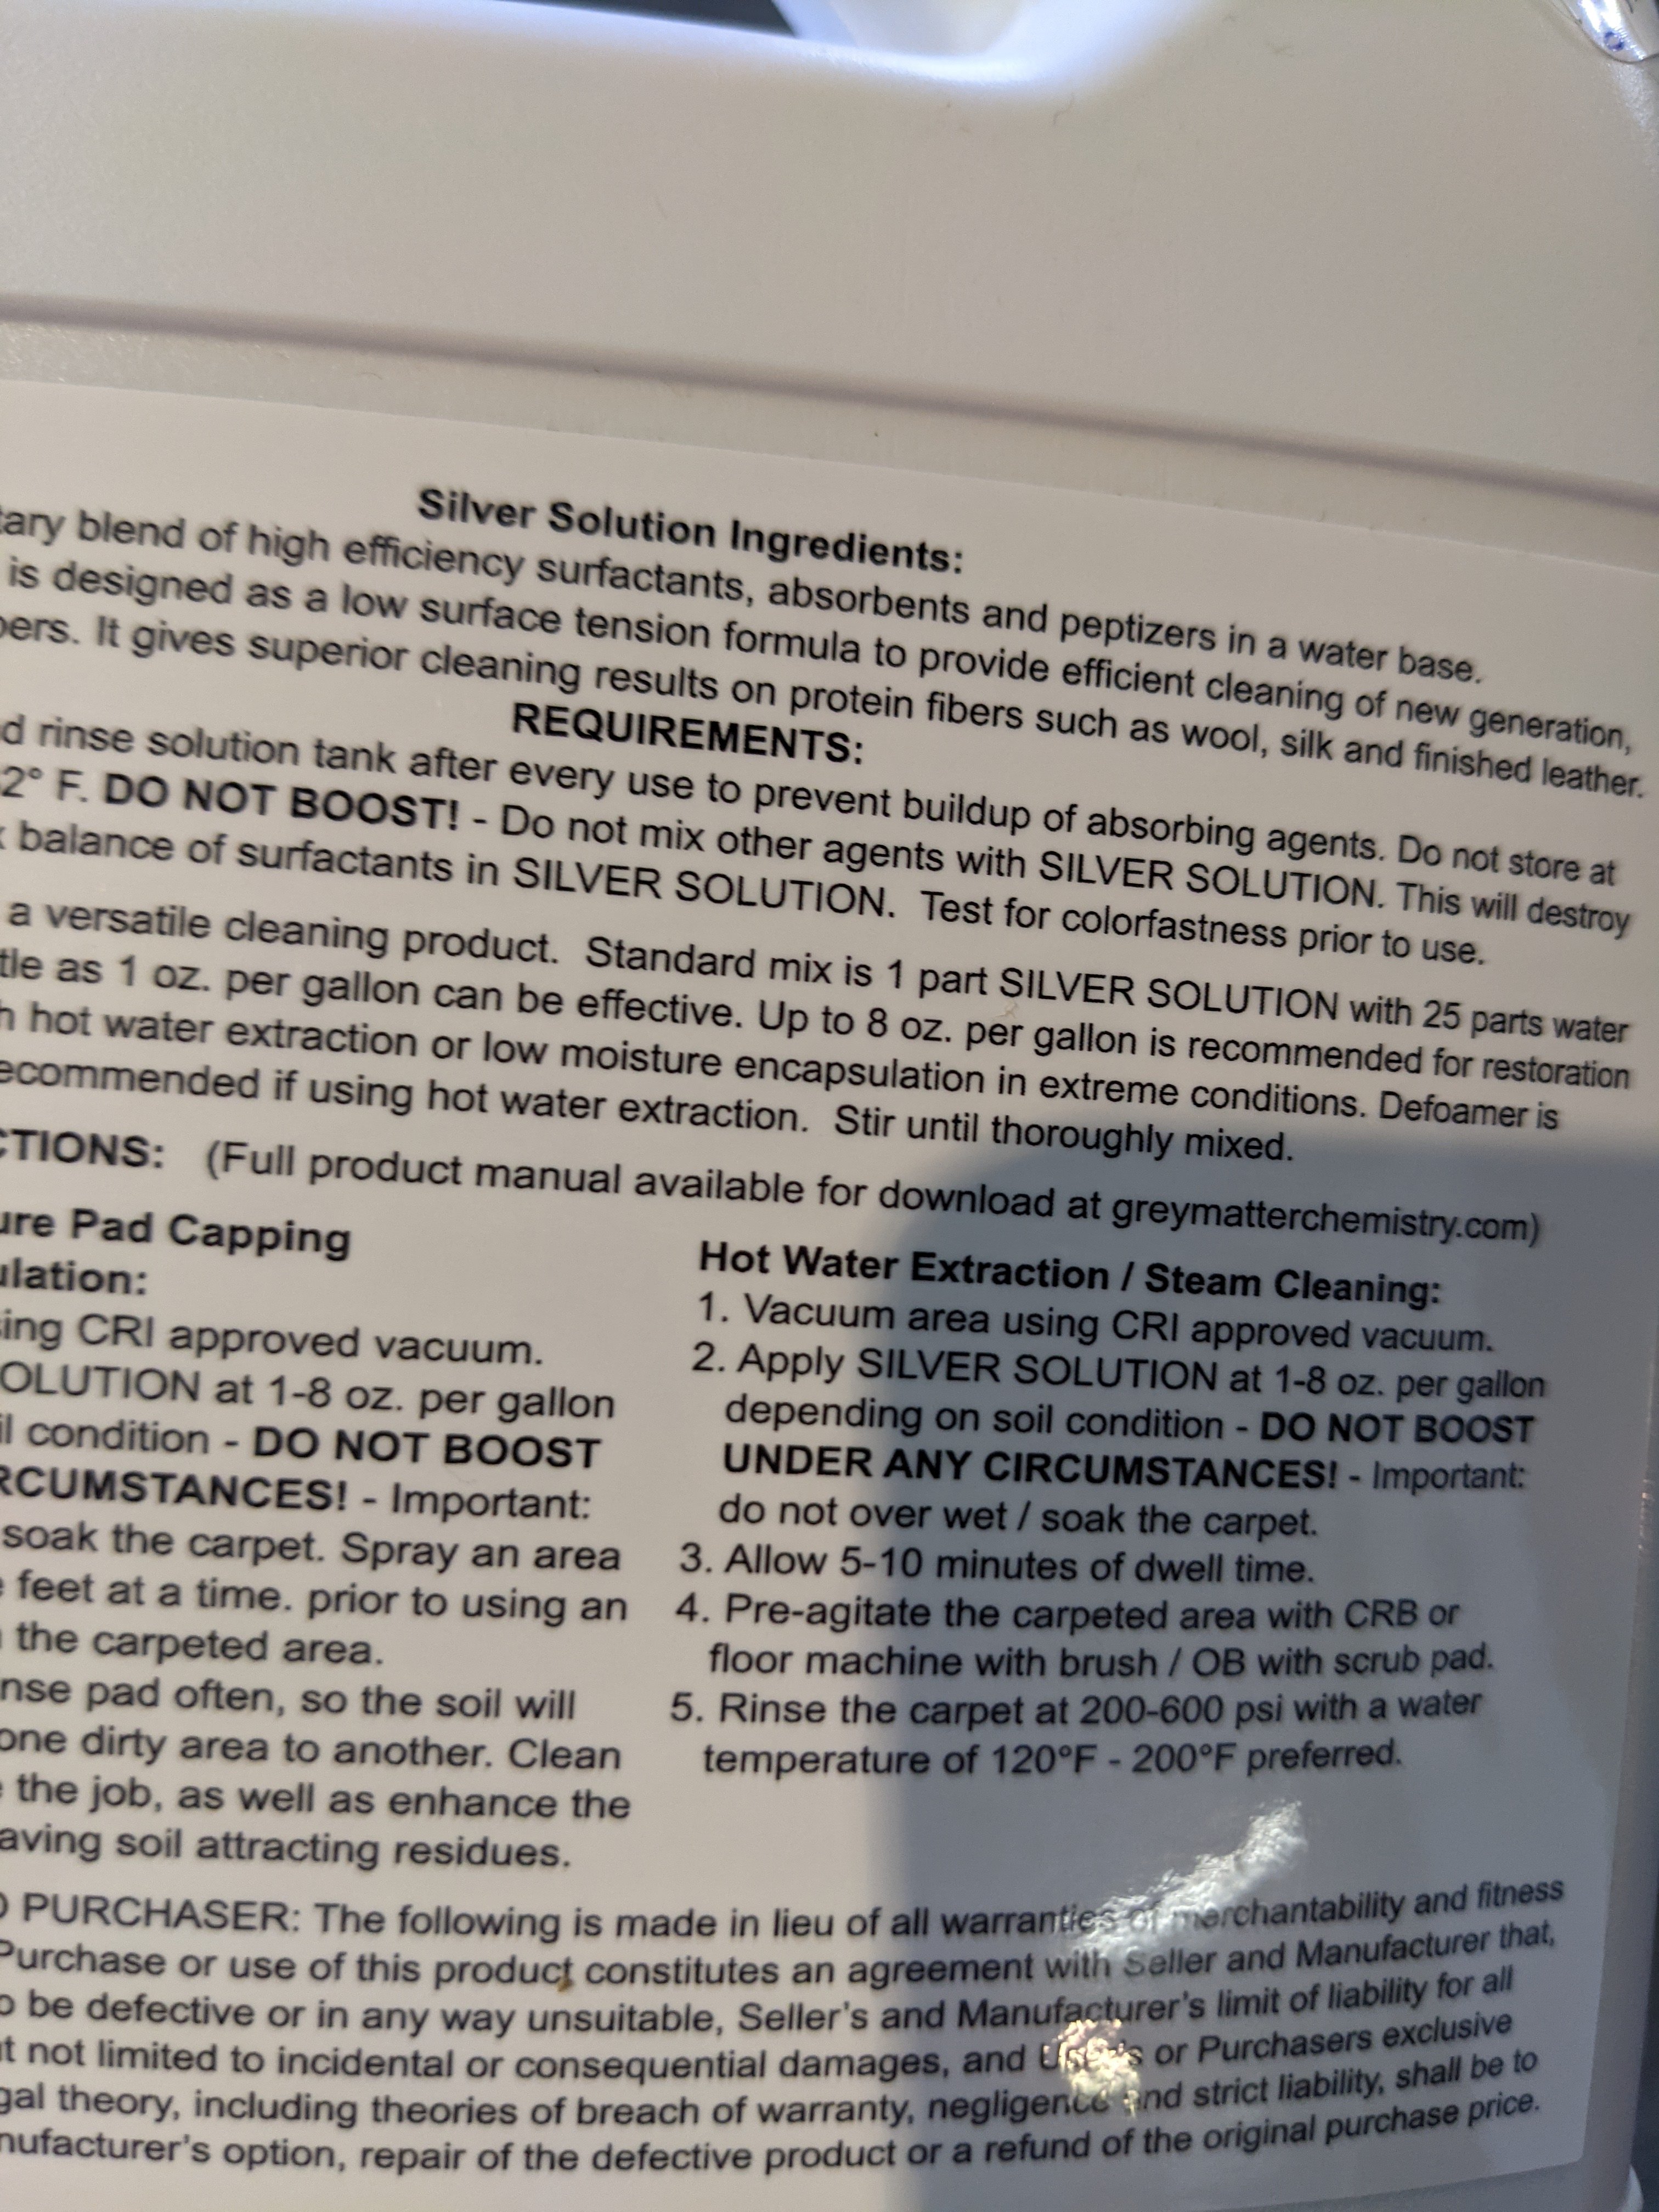 Silver Solution Ingredients:
tary blend of high efficiency surfactants, absorbents and peptizers in a water base.
is designed as a low surface tension formula to provide efficient cleaning of new generation,
bers. It gives superior cleaning results on protein fibers such as wool, silk and finished leather.
REQUIREMENTS:
d rinse solution tank after every use to prevent buildup of absorbing agents. Do not store at
2° F. DO NOT BOOST! - Do not mix other agents with SILVER SOLUTION. This will destroy
balance of surfactants in SILVER SOLUTION. Test for colorfastness prior to use.
a versatile cleaning product. Standard mix is 1 part SILVER SOLUTION with 25 parts water
tle as 1 oz. per gallon can be effective. Up to 8 oz. per gallon is recommended for restoration
h hot water extraction or low moisture encapsulation in extreme conditions. Defoamer is
ecommended if using hot water extraction. Stir until thoroughly mixed.
CTIONS: (Full product manual available for download at greymatterchemistry.com)
ure Pad Capping
ulation:
ing CRI approved vacuum.
OLUTION at 1-8 oz. per gallon
il condition - DO NOT BOOST
RCUMSTANCES! - Important:
soak the carpet. Spray an area
feet at a time. prior to using an
the carpeted area.
nse pad often, so the soil will
one dirty area to another. Clean
the job, as well as enhance the
aving soil attracting residues.
Hot Water Extraction / Steam Cleaning:
1. Vacuum area using CRI approved vacuum.
2. Apply SILVER SOLUTION at 1-8 oz. per gallon
depending on soil condition - DO NOT BOOST
UNDER ANY CIRCUMSTANCES! - Important:
do not over wet / soak the carpet.
3. Allow 5-10 minutes of dwell time.
4. Pre-agitate the carpeted area with CRB or
floor machine with brush / OB with scrub pad.
5. Rinse the carpet at 200-600 psi with a water
temperature of 120°F - 200°F preferred.
O PURCHASER: The following is made in lieu of all warranties of merchantability and fitness
Purchase or use of this product constitutes an agreement with Seller and Manufacturer that,
o be defective or in any way unsuitable, Seller's and Manufacturer's limit of liability for all
t not limited to incidental or consequential damages, and User's or Purchasers exclusive
gal theory, including theories of breach of warranty, negligence and strict liability, shall be to
nufacturer's option, repair of the defective product or a refund of the original purchase price.